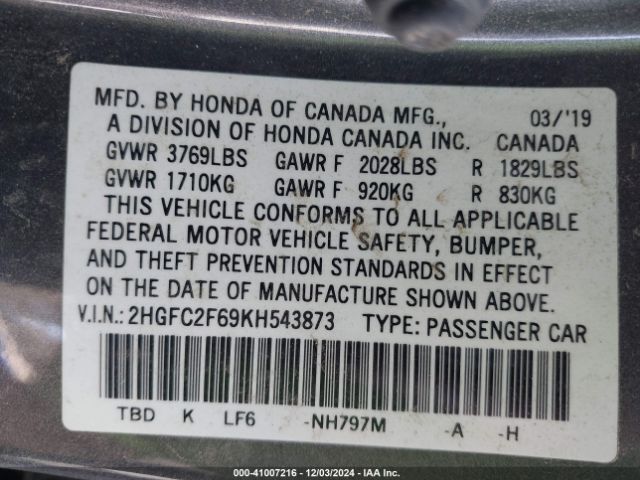 MFD. BY HONDA OF CANADA MFG., 03/'19
A DIVISION OF HONDA CANADA INC. CANADA
GVWR 3769LBS GAWR F 2028LBS R 1829LBS
GVWR 1710KG GAWR F 920KG R 830KG
THIS VEHICLE CONFORMS TO ALL APPLICABLE
FEDERAL MOTOR VEHICLE SAFETY, BUMPER,
AND THEFT PREVENTION STANDARDS IN EFFECT
ON THE DATE OF MANUFACTURE SHOWN ABOVE.
V.I.N.: 2HGFC2F69KH543873 TYPE: PASSENGER CAR
TBD K LF6 -NH797M -A -H
000-41007216 - 12/03/2024 - IAA Inc.